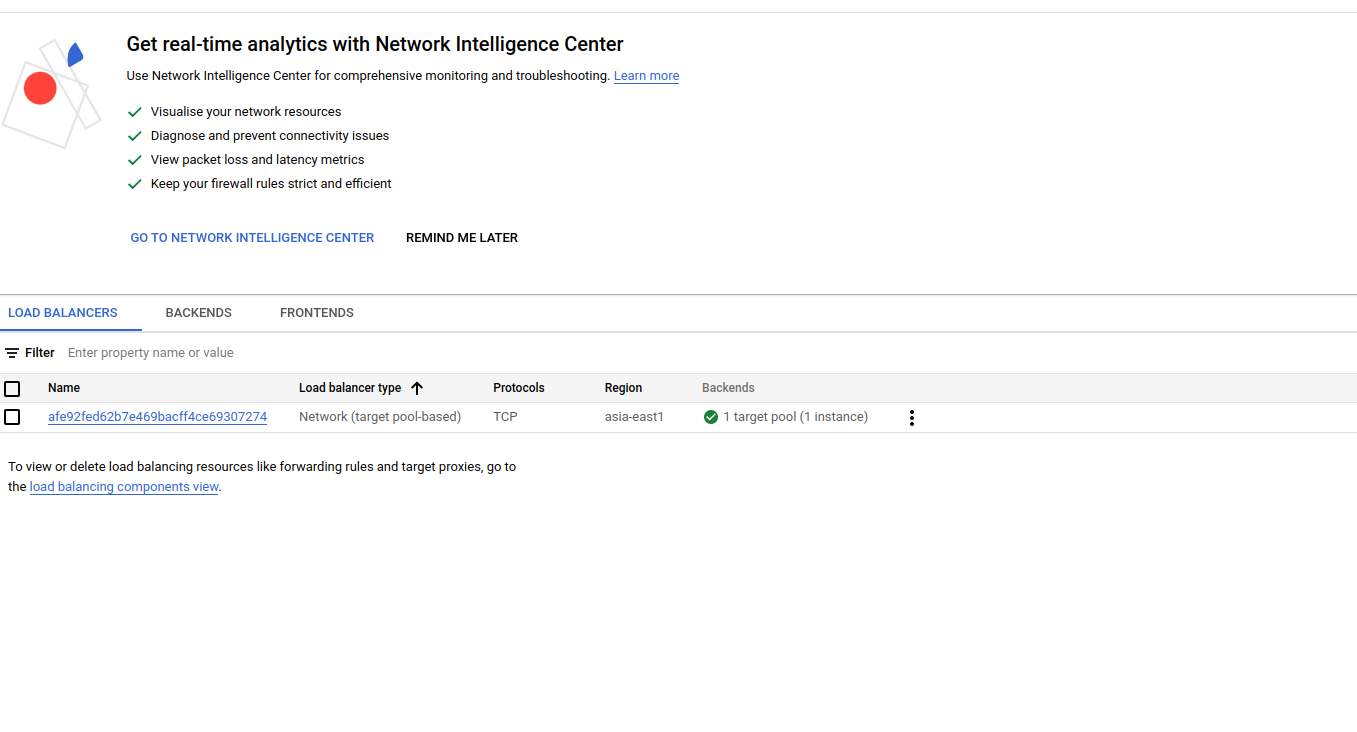 Get real-time analytics with Network Intelligence Center
Use Network Intelligence Center for comprehensive monitoring and troubleshooting. Learn more
Visualise your network resources
Diagnose and prevent connectivity issues
View packet loss and latency metrics
Keep your firewall rules strict and efficient
GO TO NETWORK INTELLIGENCE CENTER REMIND ME LATER
LOAD BALANCERS BACKENDS FRONTENDS
Filter Enter property name or value
Name Load balancer type Protocols Region Backends
afe92fed62b7e469bacff4ce69307274 Network (target pool-based) TCP asia-east1 1 target pool (1 instance)
To view or delete load balancing resources like forwarding rules and target proxies, go to
the load balancing components view.